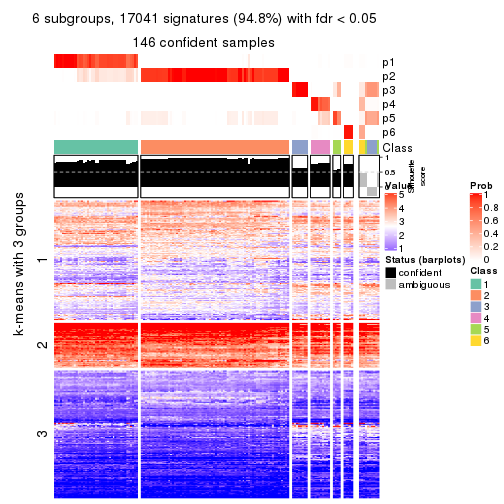 6 subgroups, 17041 signatures (94.8%) with fdr < 0.05
146 confident samples
p1
p2
p3
p4
p5
p6
Class
1
0.5
Silhouette
score
k-means with 3 groups
1
2
3
Value
5
4
3
2
1
Status (barplots)
confident
ambiguous
Prob
1
0.8
0.6
0.4
0.2
0
Class
1
2
3
4
5
6